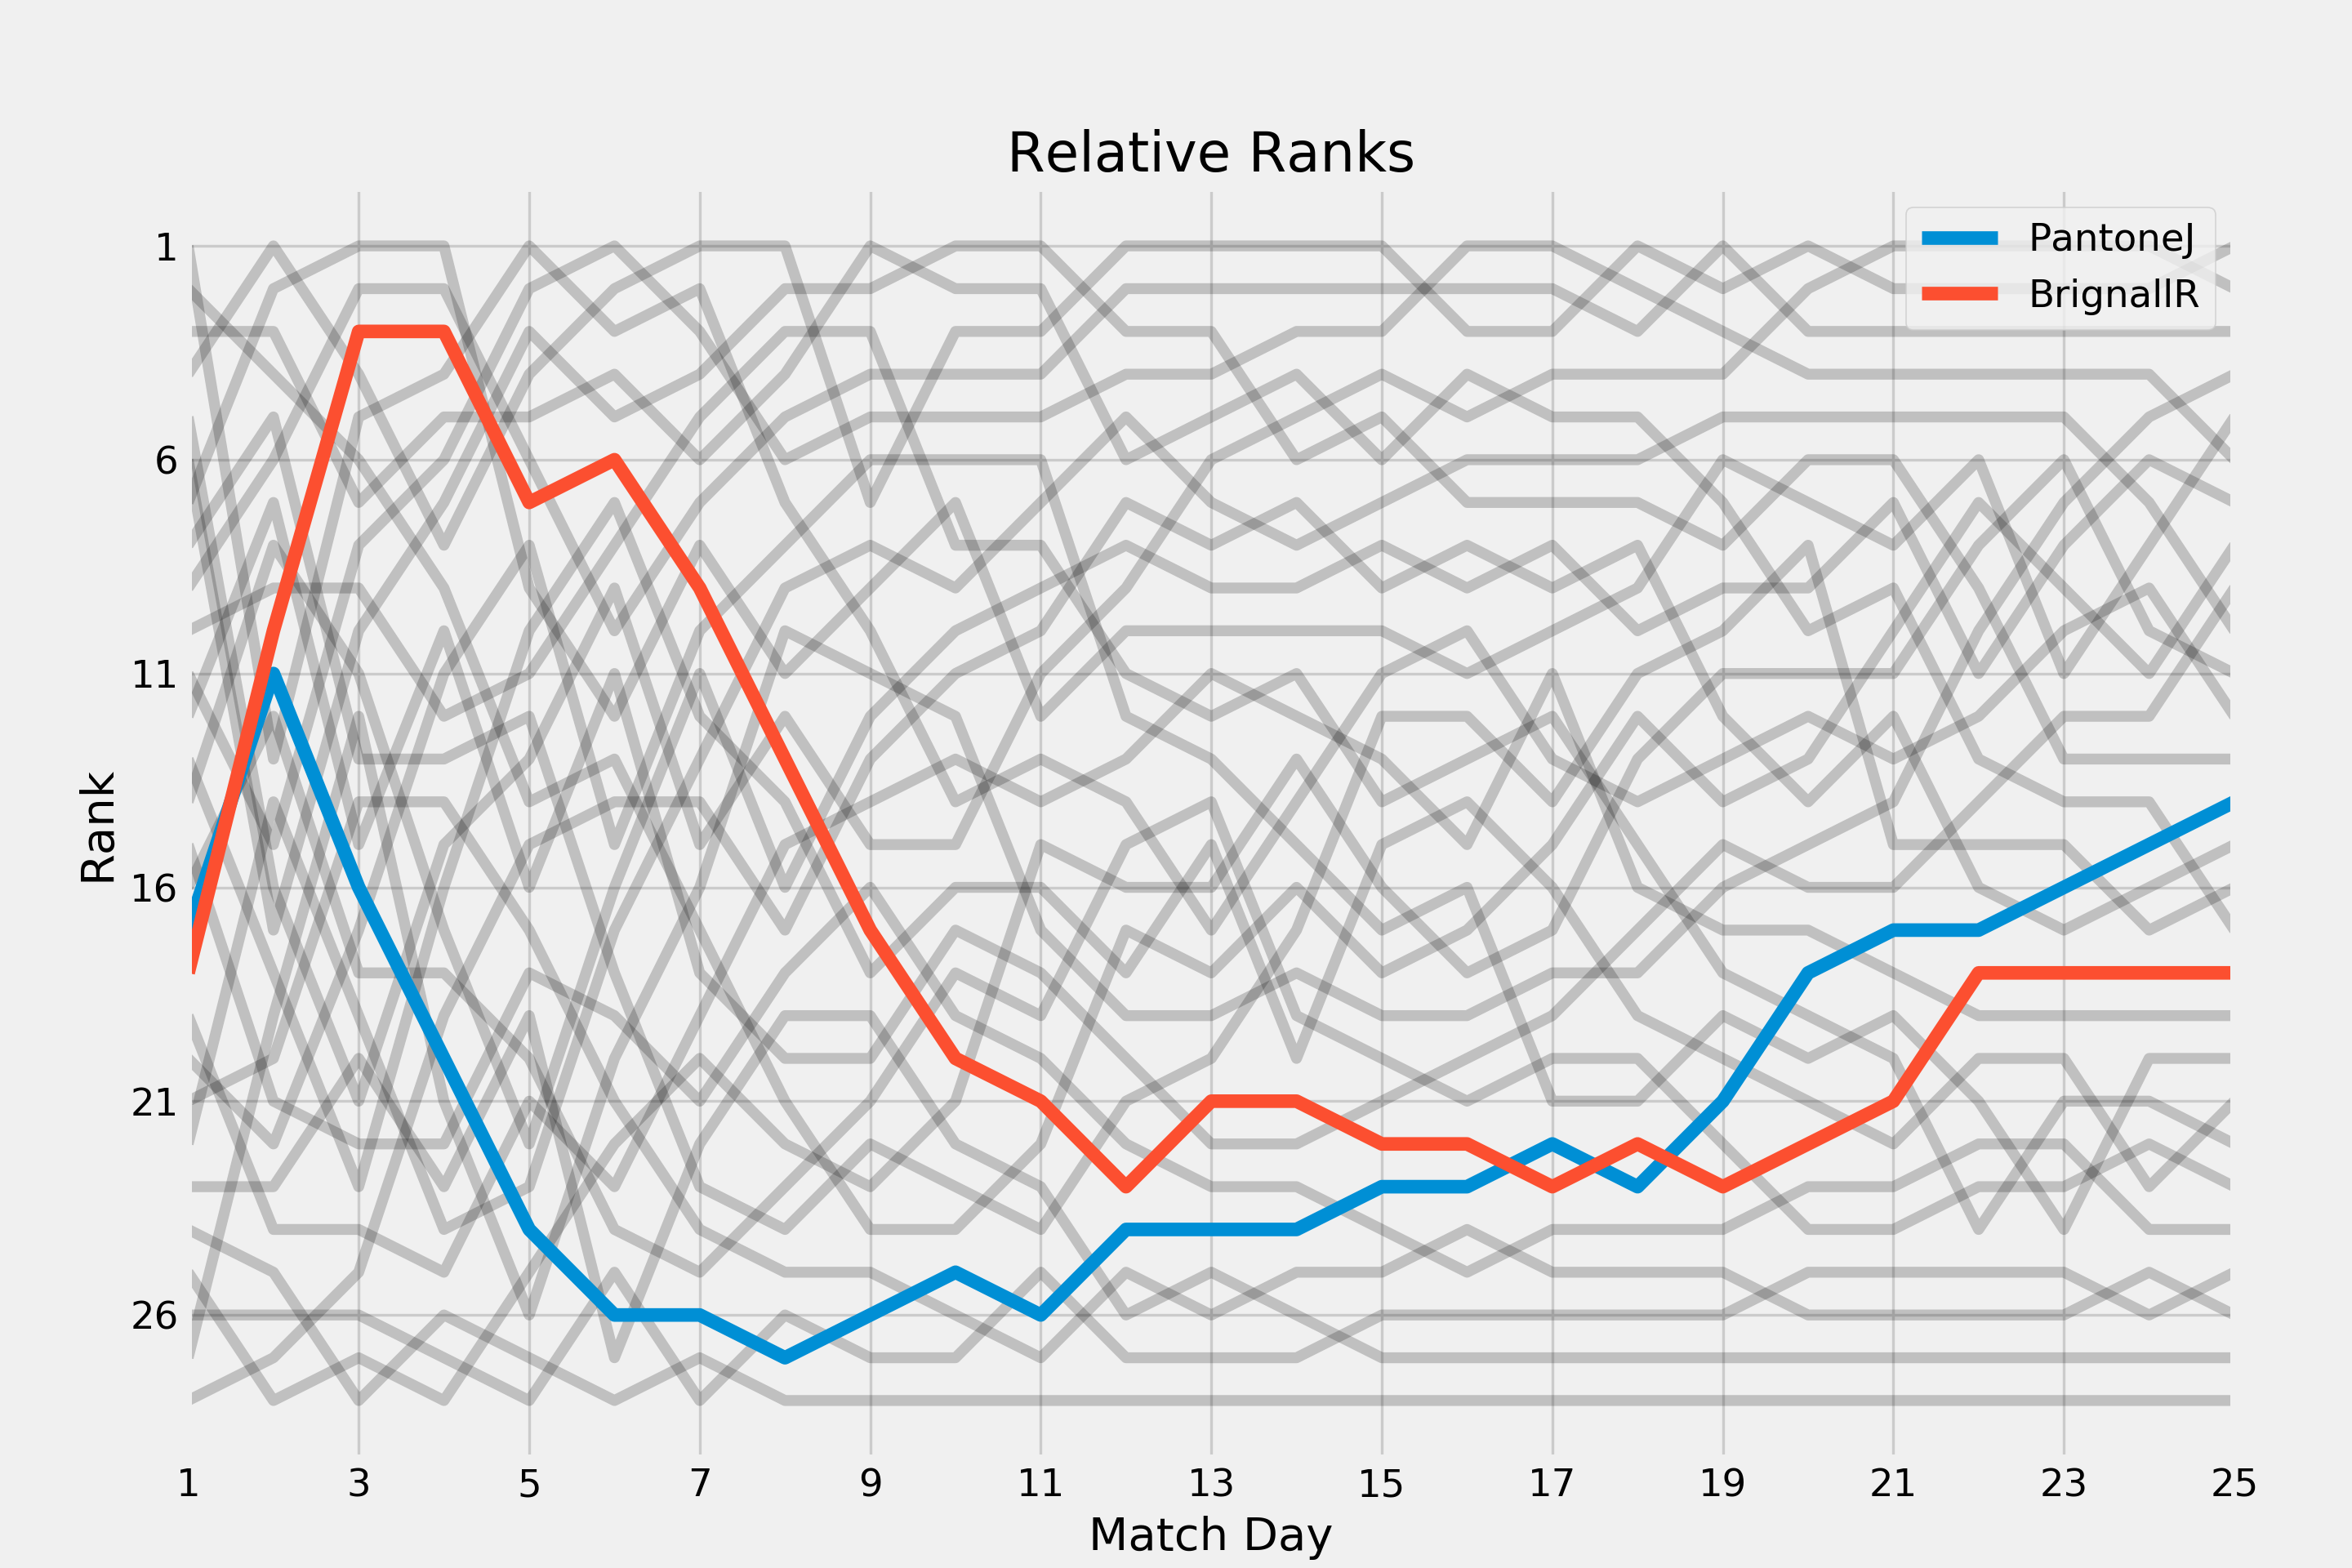 Relative Ranks
PantoneJ
BrignallR
1
6
11
16
21
26
Rank
1 3 5 7 9 11 13 15 17 19 21 23 25
Match Day